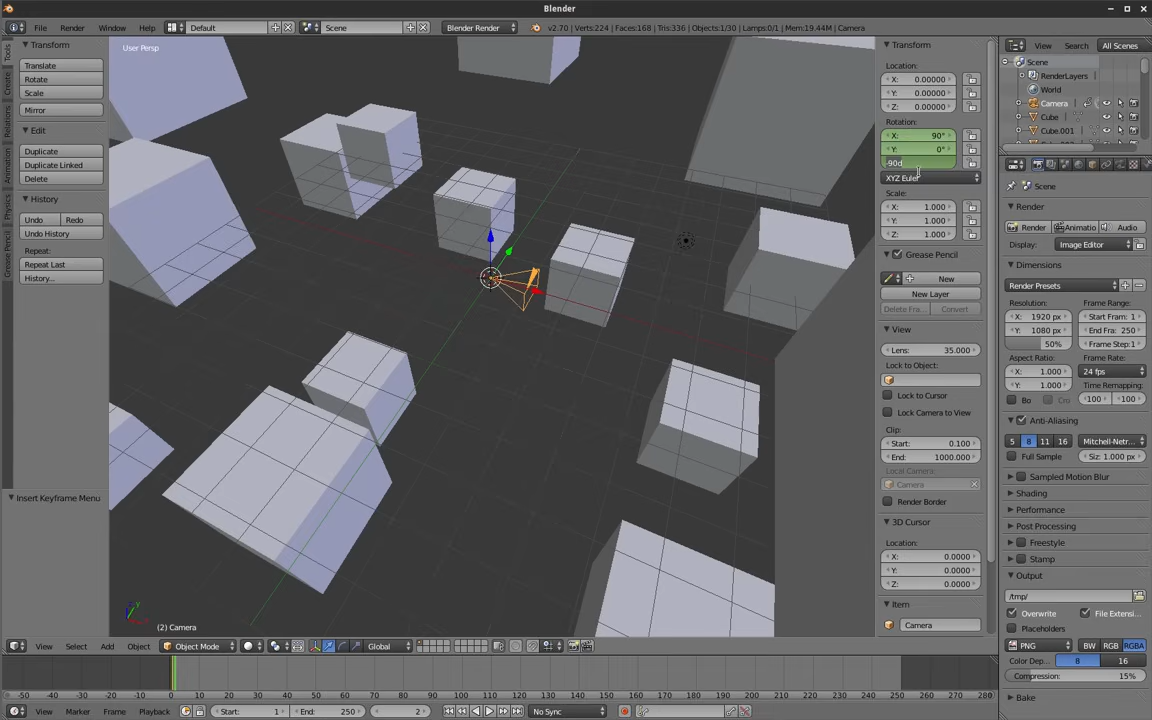 Blender
File
Render
Window
Help
Default
Scene
Blender Render
v2.70 | Verts:224 | Faces:168 | Tris:336 | Objects:1/30 | Lamps:0/1 | Mem:19.44M | Camera
Tools
Create
Relations
Animation
Physics
Grease Pencil
Transform
Translate
Rotate
Scale
Mirror
Edit
Duplicate
Duplicate Linked
Delete
History
Undo
Redo
Undo History
Repeat:
Repeat Last
History...
Insert Keyframe Menu
User Persp
(2) Camera
Transform
Location:
X: 0.00000
Y: 0.00000
Z: 0.00000
Rotation:
X: 90°
Y: 0°
-90d
XYZ Euler
Scale:
X: 1.000
Y: 1.000
Z: 1.000
Grease Pencil
New
New Layer
Delete Fra...
Convert
View
Lens: 35.000
Lock to Object:
Lock to Cursor
Lock Camera to View
Clip:
Start: 0.100
End: 1000.000
Local Camera:
Camera
Render Border
3D Cursor
Location:
X: 0.0000
Y: 0.0000
Z: 0.0000
Item
Camera
View
Search
All Scenes
Scene
RenderLayers
World
Camera
Cube
Cube.001
Scene
Render
Render
Animatio
Audio
Display:
Image Editor
Dimensions
Render Presets
Resolution:
Frame Range:
X: 1920 px
Start Fram: 1
Y: 1080 px
End Fra: 250
50%
Frame Step:1
Aspect Ratio:
Frame Rate:
X: 1.000
24 fps
Y: 1.000
Time Remapping:
Bo
Cro
100
100
Anti-Aliasing
5
8
11
16
Mitchell-Netr...
Full Sample
Siz: 1.000 px
Sampled Motion Blur
Shading
Performance
Post Processing
Freestyle
Stamp
Output
/tmp/
Overwrite
File Extensi...
Placeholders
PNG
BW
RGB
RGBA
Color Dep...
8
16
Compression:
15%
Bake
View
Select
Add
Object
Object Mode
Global
-50
-40
-30
-20
-10
0
10
20
30
40
50
60
70
80
90
100
110
120
130
140
150
160
170
180
190
200
210
220
230
240
250
260
270
280
View
Marker
Frame
Playback
Start: 1
End: 250
2
No Sync